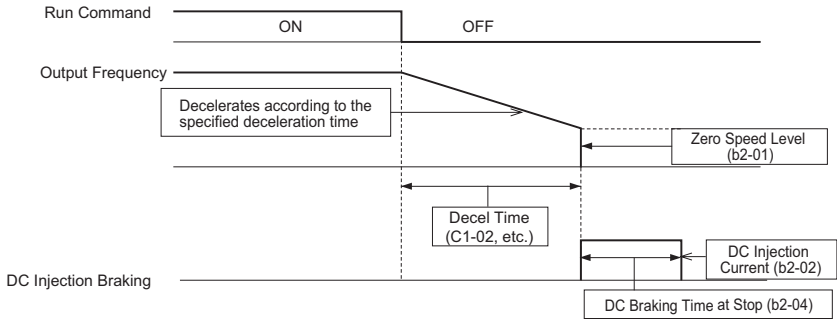 Run Command
ON
OFF
Output Frequency
Decelerates according to the
specified deceleration time
Zero Speed Level
(b2-01)
Decel Time
(C1-02, etc.)
DC Injection
Current (b2-02)
DC Injection Braking
DC Braking Time at Stop (b2-04)